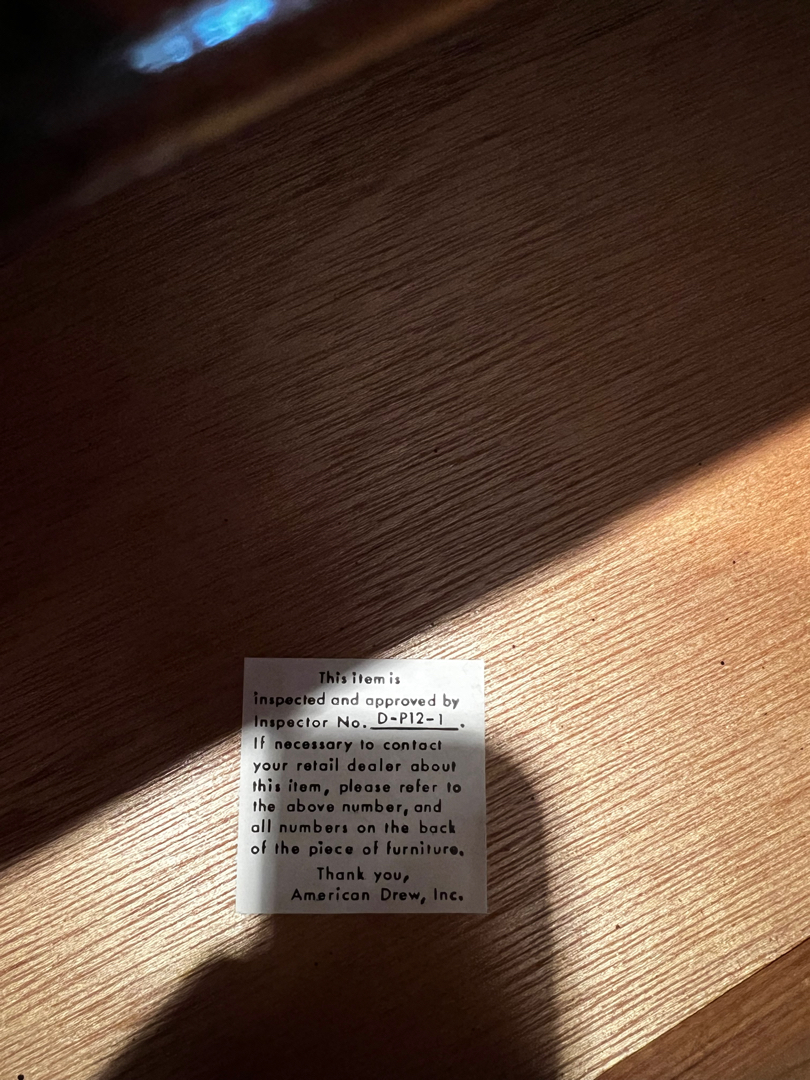 This item is
inspected and approved by
Inspector No. D-P12-1.
If necessary to contact
your retail dealer about
this item, please refer to
the above number, and
all numbers on the back
of the piece of furniture.
Thank you,
American Drew, Inc.